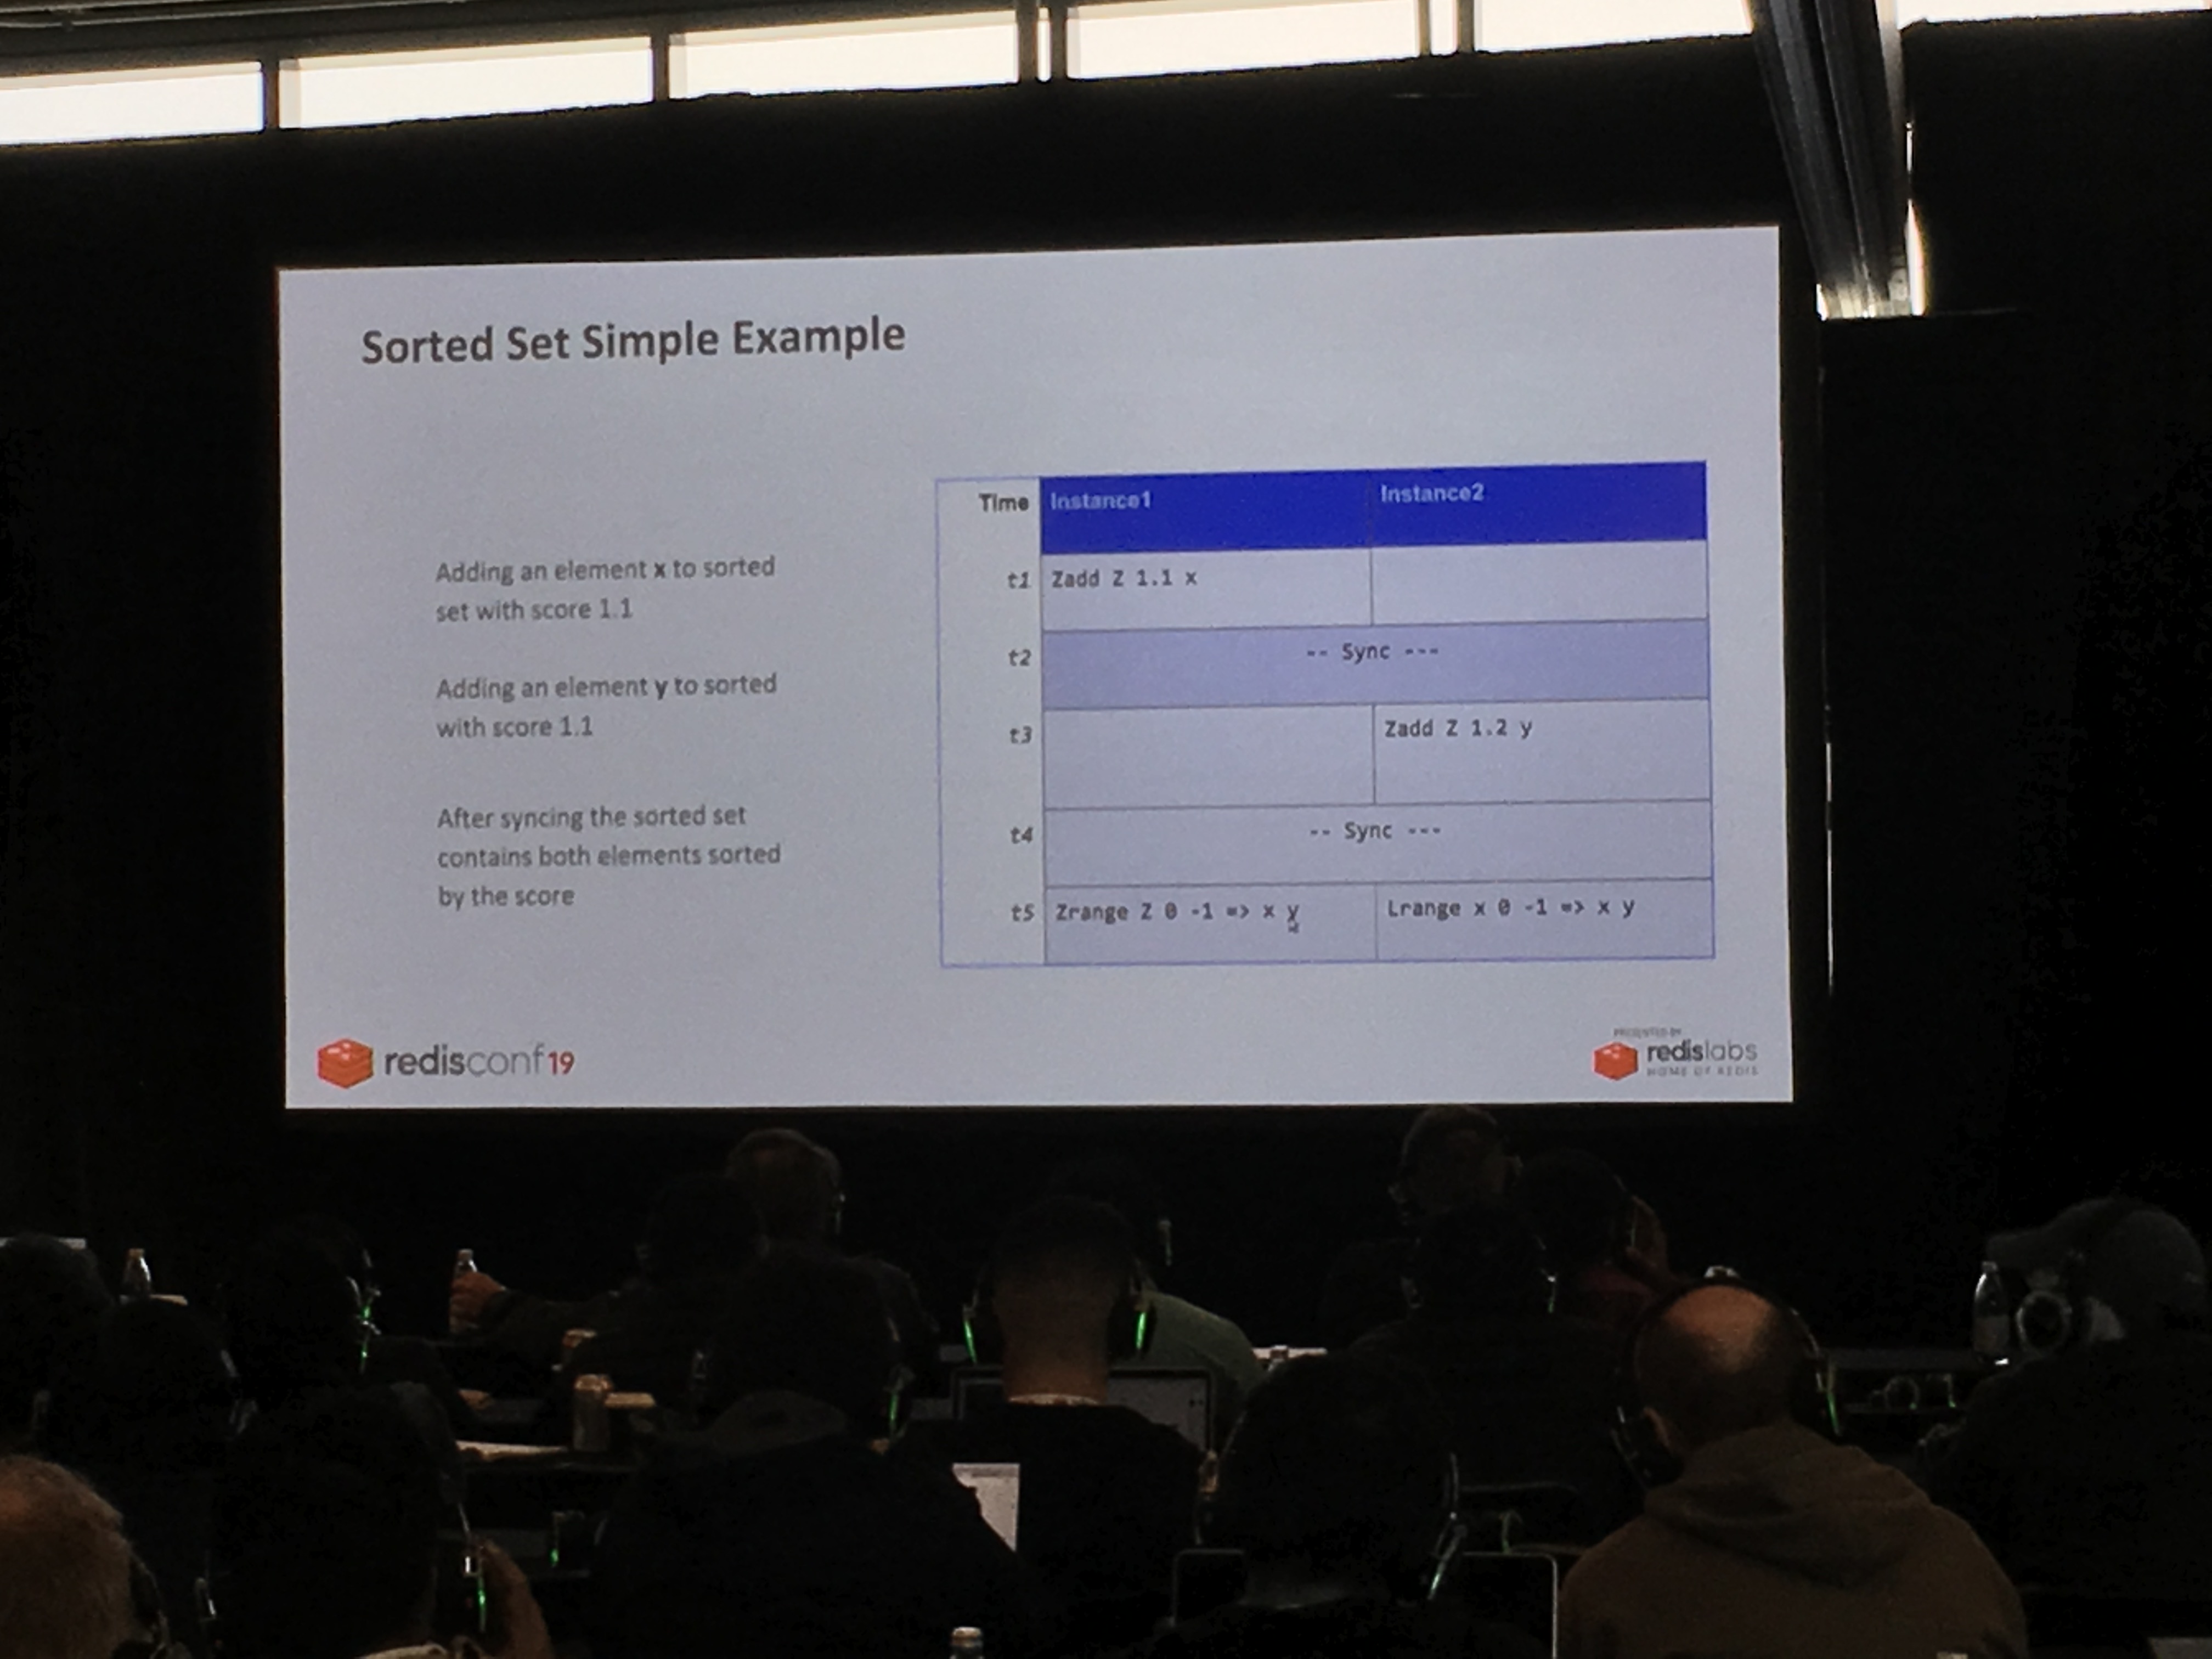 Sorted Set Simple Example
Adding an element x to sorted
set with score 1.1
Adding an element y to sorted
with score 1.1
After syncing the sorted set
contains both elements sorted
by the score
Time Instance1 Instance2
t1 Zadd Z 1.1 x
t2 -- Sync ---
t3 Zadd Z 1.2 y
t4 -- Sync ---
t5 Zrange Z 0 -1 => x y Lrange x 0 -1 => x y
redisconf19
PRESENTED BY
redislabs
HOME OF REDIS